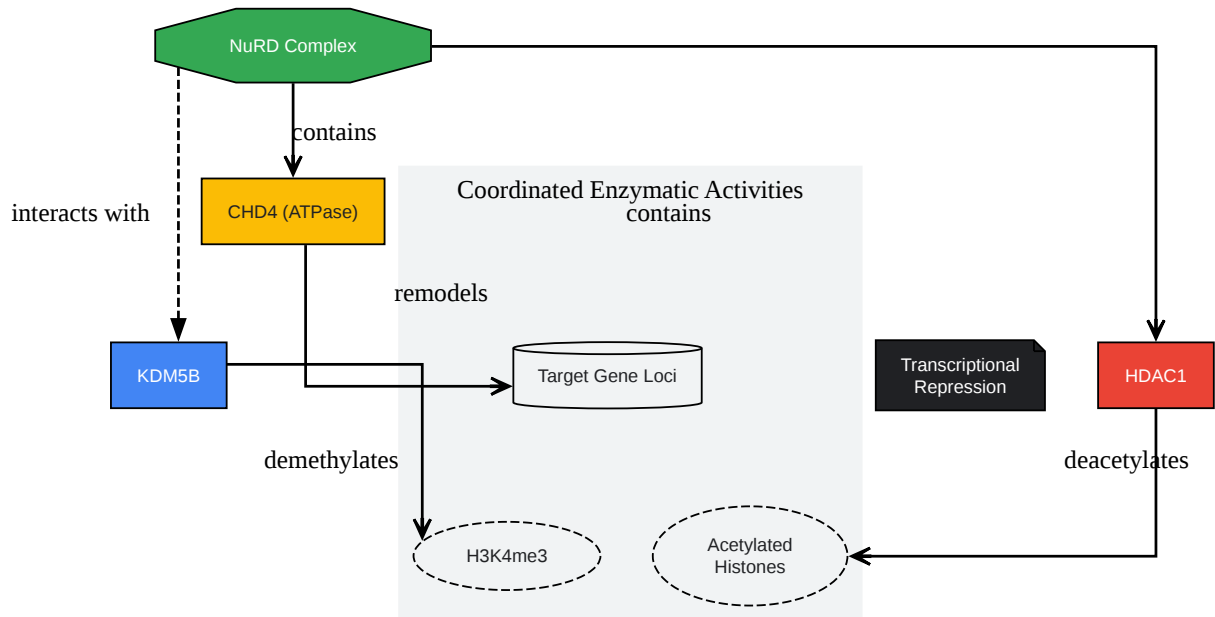 NuRD Complex
contains
CHD4 (ATPase)
Coordinated Enzymatic Activities
contains
interacts with
remodels
KDM5B
Target Gene Loci
Transcriptional
Repression
HDAC1
demethylates
deacetylates
H3K4me3
Acetylated
Histones